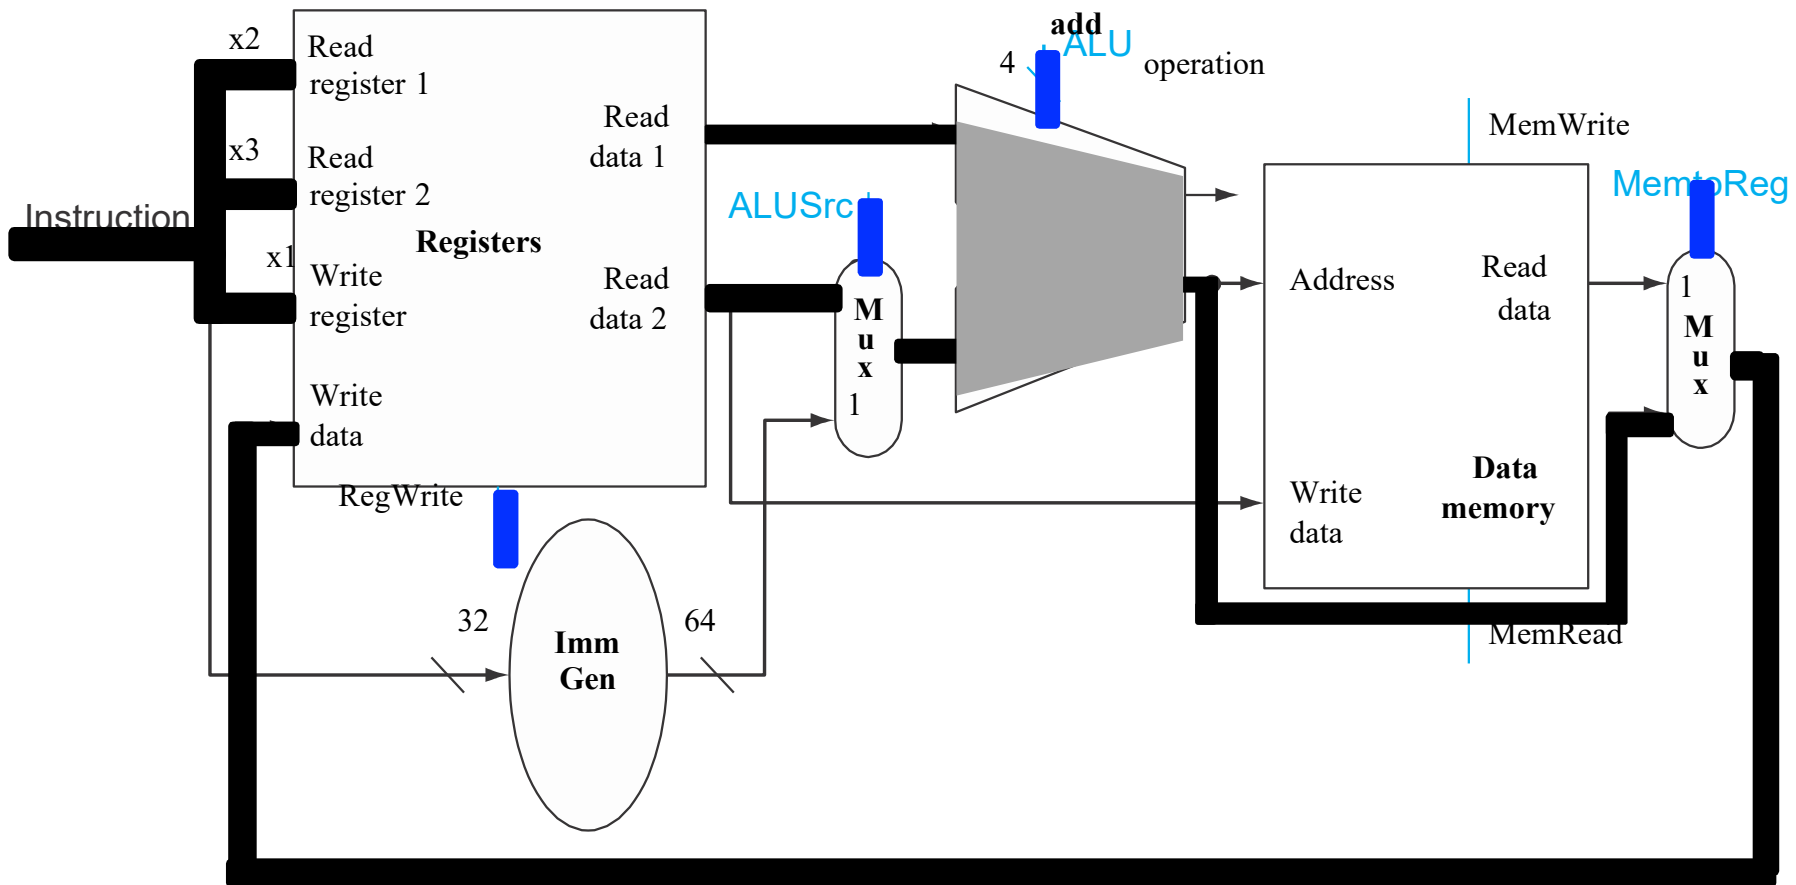 add
ALU
4
operation
x2
Read
register 1
x3
Read
register 2
Instruction
x1
Write
register
Write
data
Registers
Read
data 1
Read
data 2
RegWrite
ALUSrc
M
u
x
1
32
Imm
Gen
64
MemWrite
Address
Read
data
Write
data
Data
memory
MemRead
MemtoReg
1
M
u
x